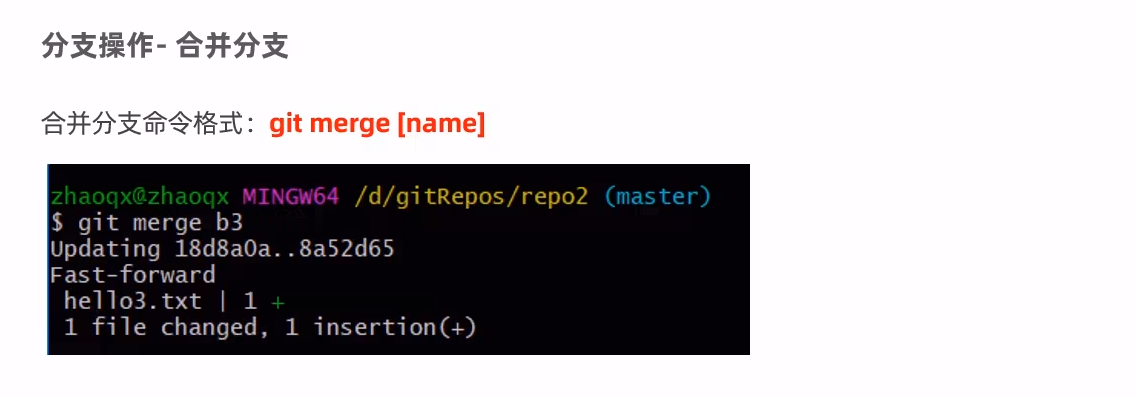 分支操作- 合并分支
合并分支命令格式：git merge [name]
zhaoqx@zhaoqx MINGW64 /d/gitRepos/repo2 (master)
$ git merge b3
Updating 18d8a0a..8a52d65
Fast-forward
 hello3.txt | 1 +
 1 file changed, 1 insertion(+)